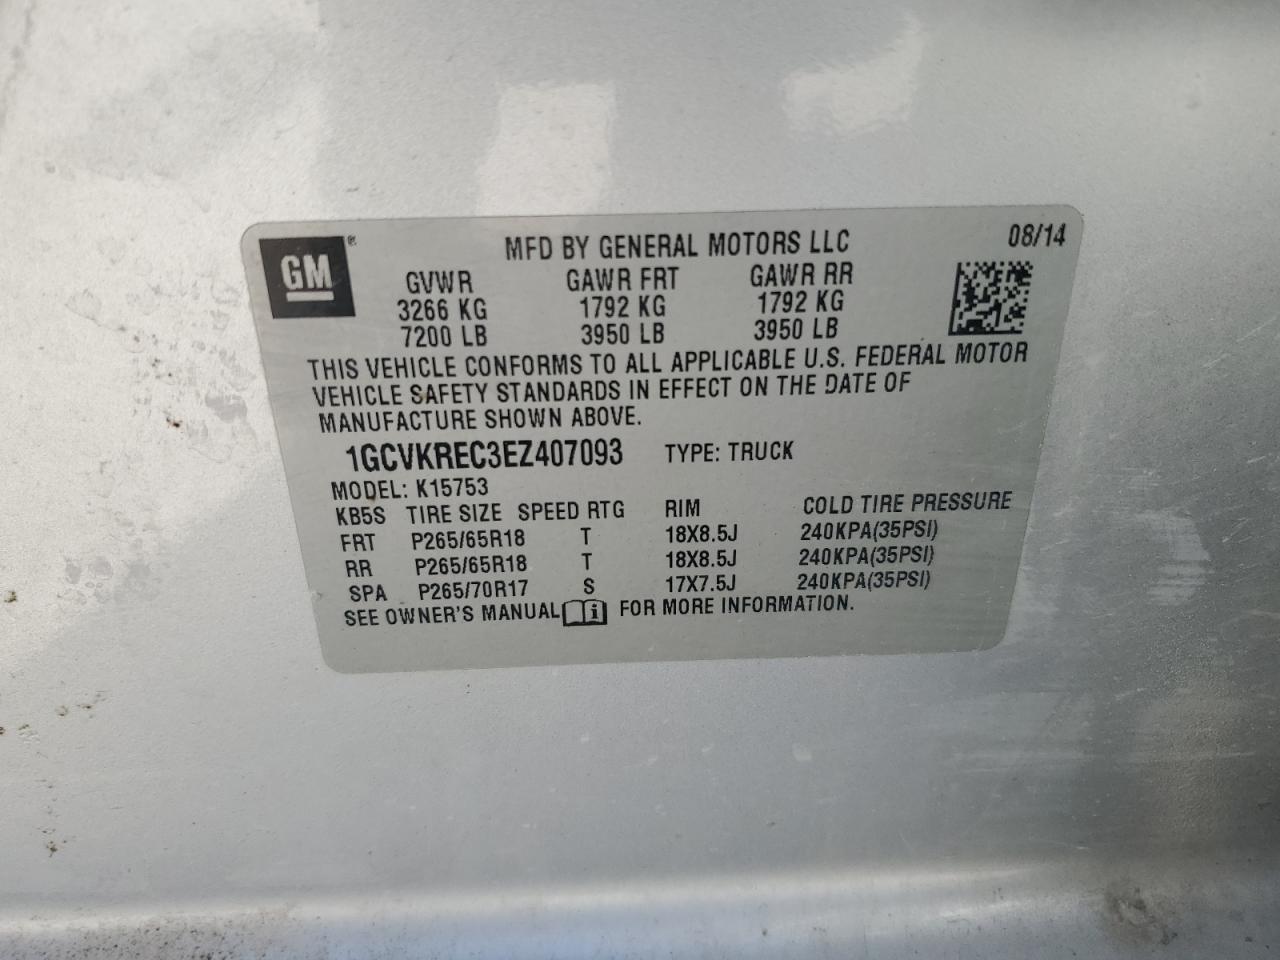 GM®
MFD BY GENERAL MOTORS LLC 08/14
GVWR GAWR FRT GAWR RR
3266 KG 1792 KG 1792 KG
7200 LB 3950 LB 3950 LB
THIS VEHICLE CONFORMS TO ALL APPLICABLE U.S. FEDERAL MOTOR
VEHICLE SAFETY STANDARDS IN EFFECT ON THE DATE OF
MANUFACTURE SHOWN ABOVE.
1GCVKREC3EZ407093 TYPE: TRUCK
MODEL: K15753
KB5S TIRE SIZE SPEED RTG RIM COLD TIRE PRESSURE
FRT P265/65R18 T 18X8.5J 240KPA(35PSI)
RR P265/65R18 T 18X8.5J 240KPA(35PSI)
SPA P265/70R17 S 17X7.5J 240KPA(35PSI)
SEE OWNER'S MANUAL i FOR MORE INFORMATION.